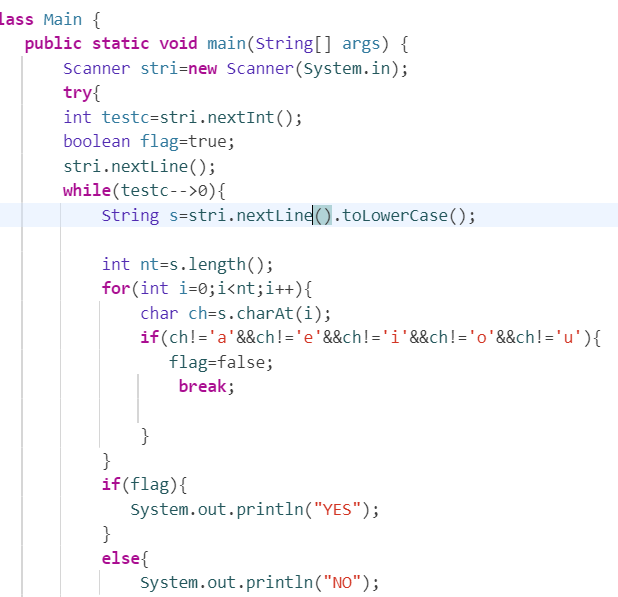 lass Main {
public static void main(String[] args) {
Scanner stri=new Scanner(System.in);
try{
int testc=stri.nextInt();
boolean flag=true;
stri.nextLine();
while(testc-->0){
String s=stri.nextLine().toLowerCase();
int nt=s.length();
for(int i=0;i<nt;i++){
char ch=s.charAt(i);
if(ch!='a'&&ch!='e'&&ch!='i'&&ch!='o'&&ch!='u'){
flag=false;
break;
}
}
if(flag){
System.out.println("YES");
}
else{
System.out.println("NO");